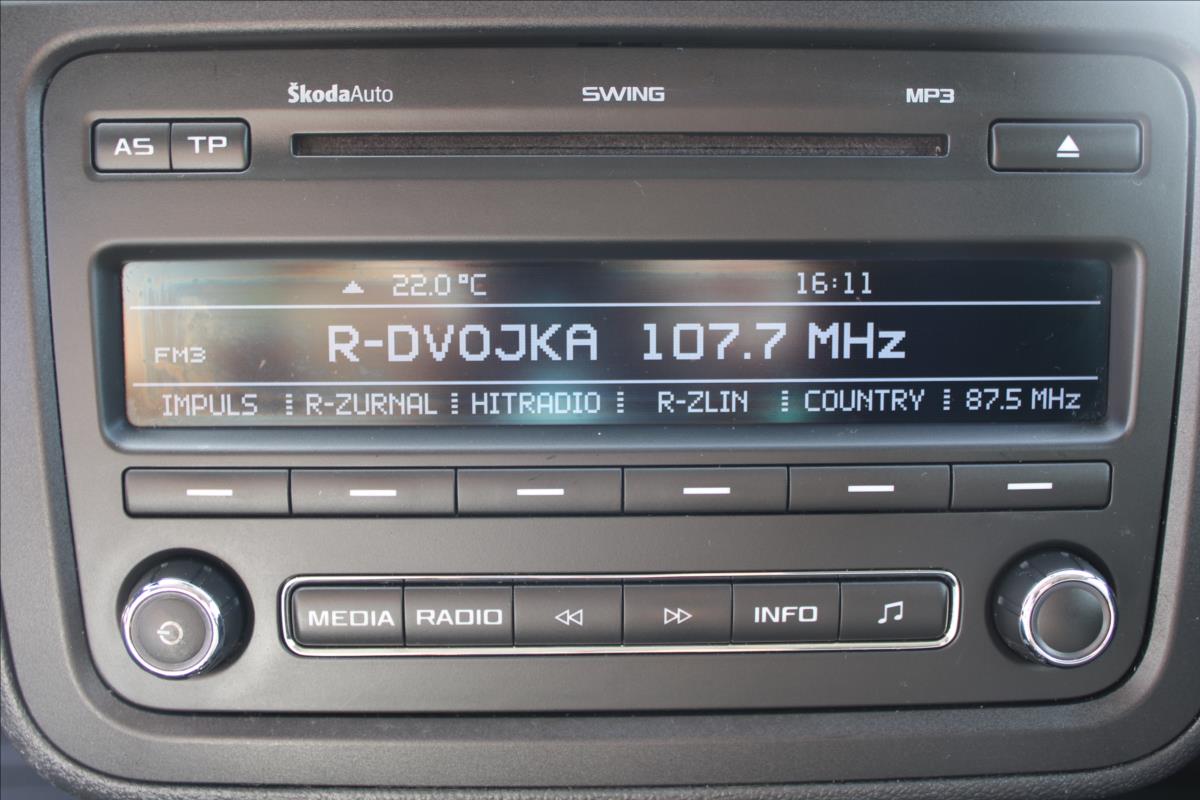 ŠkodaAuto SWING MP3
AS TP
22.0 °C 16:11
FM3 R-DVOJKA 107.7 MHz
IMPULS R-ZURNAL HITRADIO R-ZLIN COUNTRY 87.5 MHz
MEDIA RADIO INFO